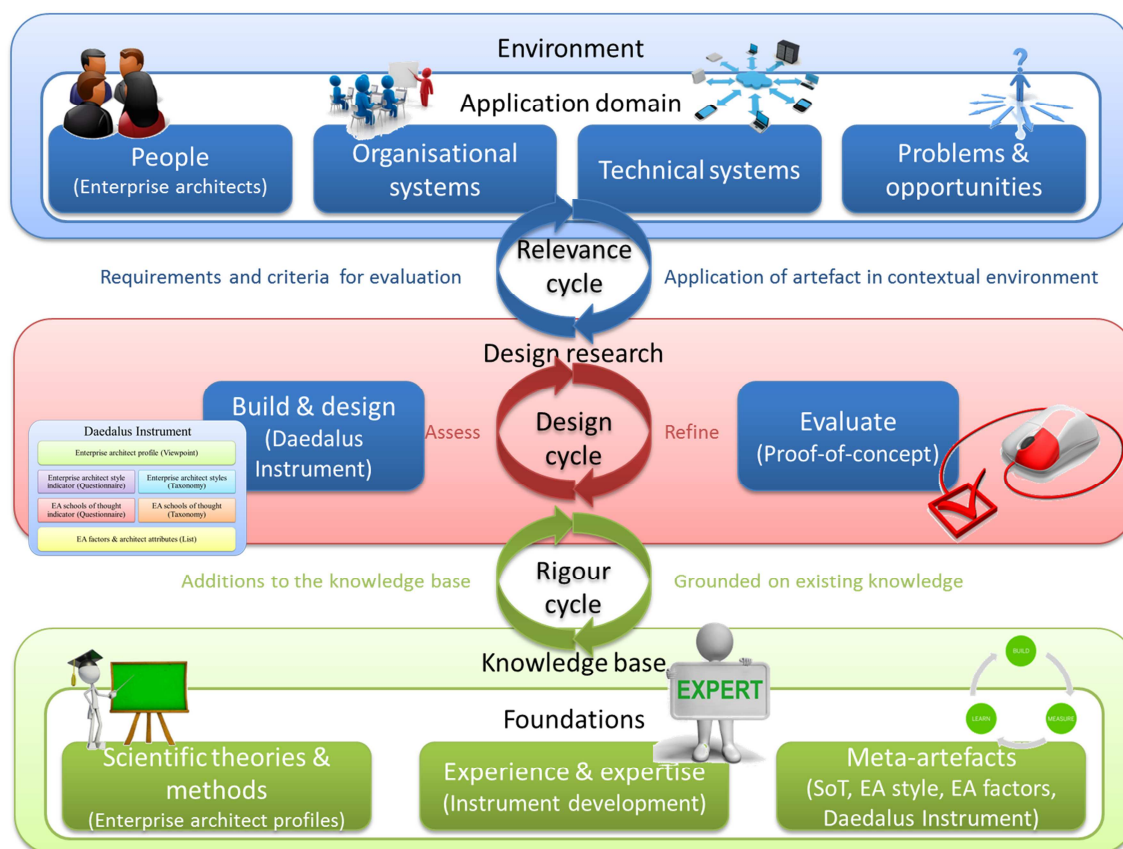 Environment
Application domain
?
People
(Enterprise architects)
Organisational
systems
Technical systems
Problems &
opportunities
Relevance
cycle
Requirements and criteria for evaluation
Application of artefact in contextual environment
Design research
Build & design
(Daedalus
Instrument)
Assess
Design
cycle
Refine
Evaluate
(Proof-of-concept)
Daedalus Instrument
Enterprise architect profile (Viewpoint)
Enterprise architect style
indicator (Questionnaire)
Enterprise architect styles
(Taxonomy)
EA schools of thought
indicator (Questionnaire)
EA schools of thought
(Taxonomy)
EA factors & architect attributes (List)
Additions to the knowledge base
Rigour
cycle
Grounded on existing knowledge
Knowledge base
EXPERT
BUILD
LEARN
MEASURE
Foundations
Scientific theories &
methods
(Enterprise architect profiles)
Experience & expertise
(Instrument development)
Meta-artefacts
(SoT, EA style, EA factors,
Daedalus Instrument)